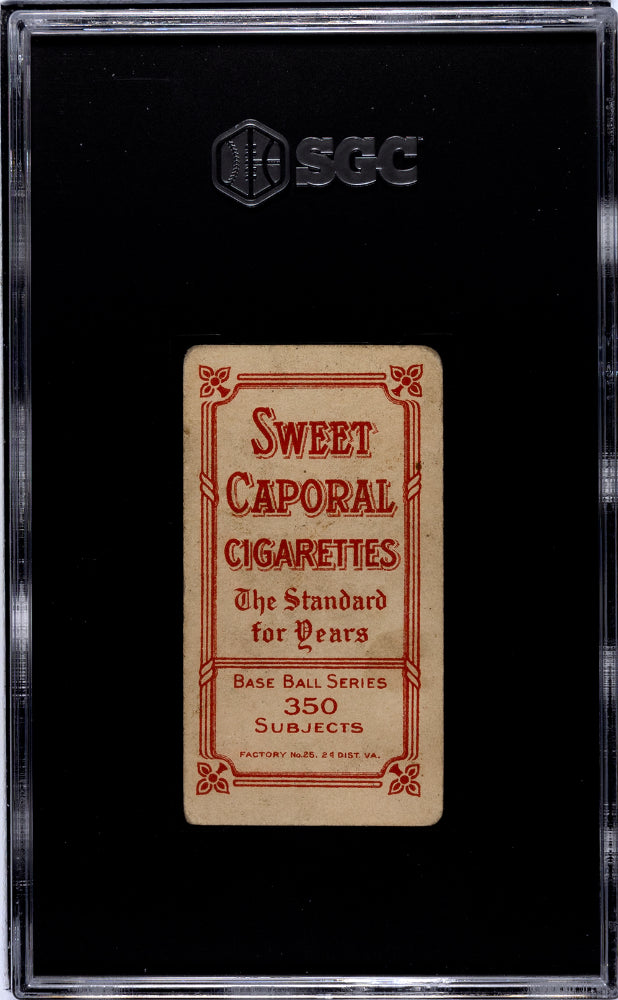 SGC
SWEET
CAPORAL
CIGARETTES
The Standard
for Years
BASE BALL SERIES
350
SUBJECTS
FACTORY No. 25. 2d DIST. VA.